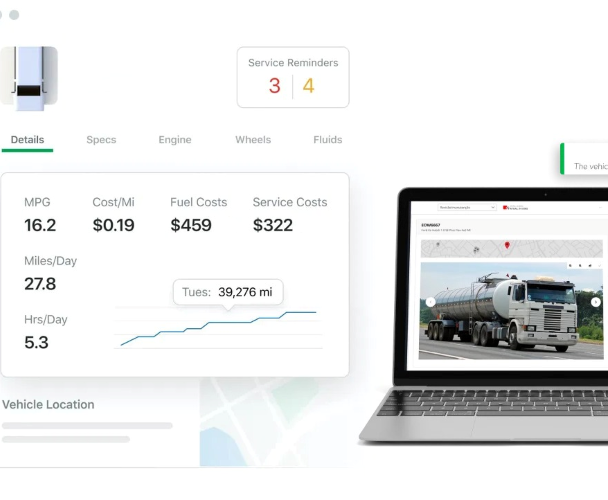 Service Reminders
3 4
Details Specs Engine Wheels Fluids
MPG Cost/Mi Fuel Costs Service Costs
16.2 $0.19 $459 $322
Miles/Day
27.8
Tues: 39,276 mi
Hrs/Day
5.3
Vehicle Location
The vehic